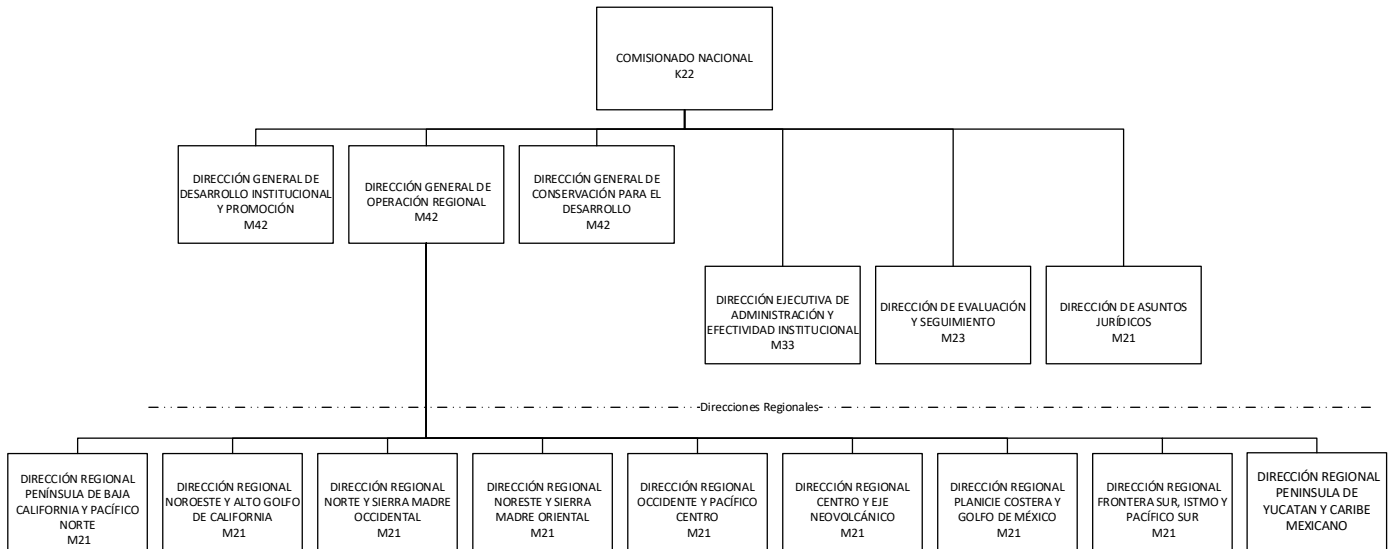 COMISIONADO NACIONAL
K22
DIRECCIÓN GENERAL DE
DESARROLLO INSTITUCIONAL
Y PROMOCIÓN
M42
DIRECCIÓN GENERAL DE
OPERACIÓN REGIONAL
M42
DIRECCIÓN GENERAL DE
CONSERVACIÓN PARA EL
DESARROLLO
M42
DIRECCIÓN EJECUTIVA DE
ADMINISTRACIÓN Y
EFECTIVIDAD INSTITUCIONAL
M33
DIRECCIÓN DE EVALUACIÓN
Y SEGUIMIENTO
M23
DIRECCIÓN DE ASUNTOS
JURÍDICOS
M21
Direcciones Regionales
DIRECCIÓN REGIONAL
PENÍNSULA DE BAJA
CALIFORNIA Y PACÍFICO
NORTE
M21
DIRECCIÓN REGIONAL
NOROESTE Y ALTO GOLFO
DE CALIFORNIA
M21
DIRECCIÓN REGIONAL
NORTE Y SIERRA MADRE
OCCIDENTAL
M21
DIRECCIÓN REGIONAL
NORESTE Y SIERRA
MADRE ORIENTAL
M21
DIRECCIÓN REGIONAL
OCCIDENTE Y PACÍFICO
CENTRO
M21
DIRECCIÓN REGIONAL
CENTRO Y EJE
NEOVOLCÁNICO
M21
DIRECCIÓN REGIONAL
PLANICIE COSTERA Y
GOLFO DE MÉXICO
M21
DIRECCIÓN REGIONAL
FRONTERA SUR, ISTMO Y
PACÍFICO SUR
M21
DIRECCIÓN REGIONAL
PENINSULA DE
YUCATAN Y CARIBE
MEXICANO